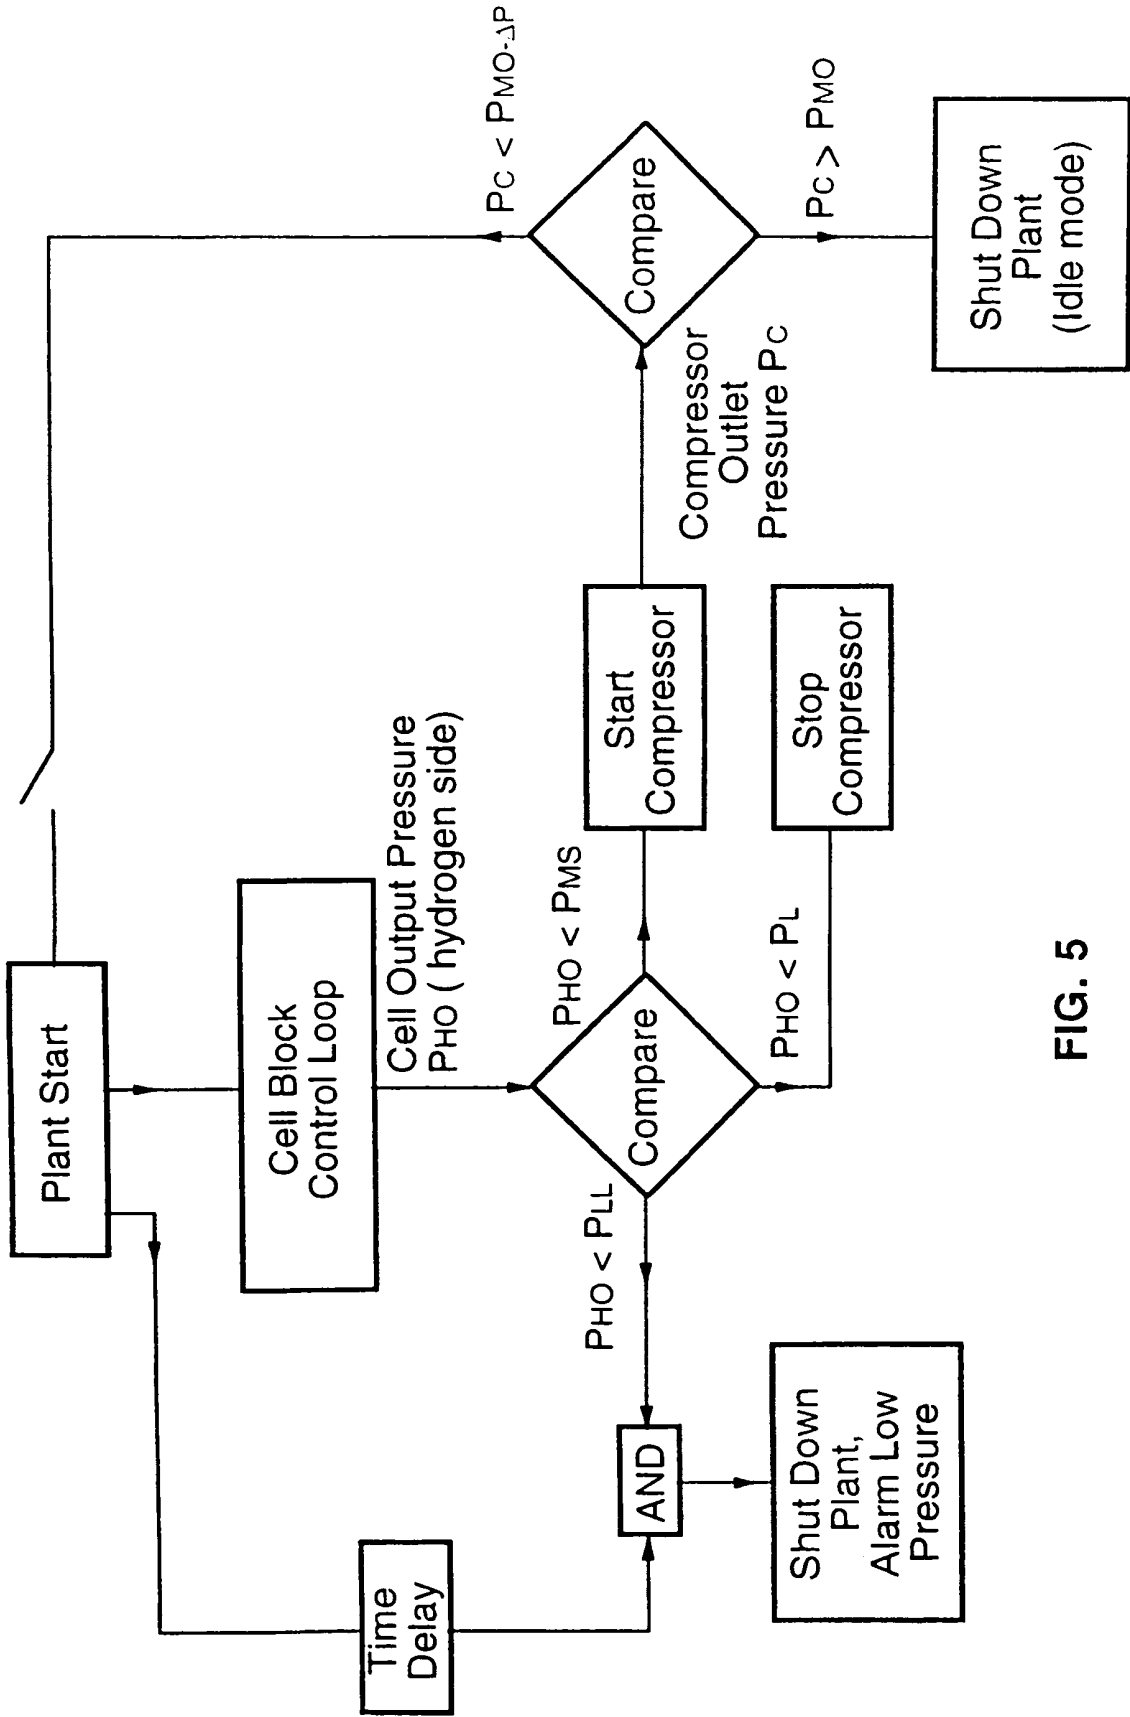 Plant Start
Cell Block
Control Loop
Cell Output Pressure
PHO ( hydrogen side)
Time
Delay
PHO < PLL
Compare
PHO < PMS
PHO < PL
AND
Shut Down
Plant,
Alarm Low
Pressure
Start
Compressor
Stop
Compressor
Compressor
Outlet
Pressure PC
Compare
PC < PMO-ΔP
PC > PMO
Shut Down
Plant
(Idle mode)
FIG. 5